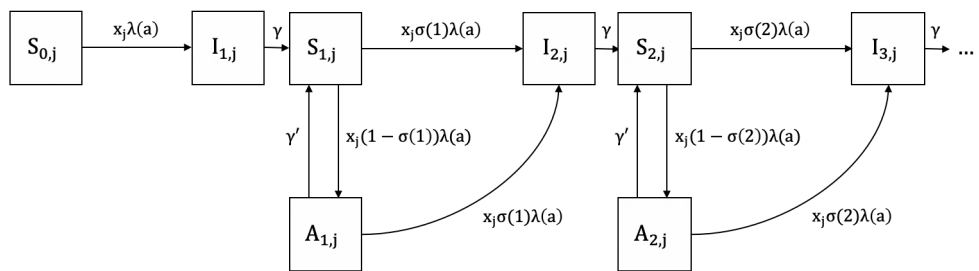 S₀,ⱼ
xⱼλ(a)
I₁,ⱼ
γ
S₁,ⱼ
xⱼσ(1)λ(a)
I₂,ⱼ
γ
S₂,ⱼ
xⱼσ(2)λ(a)
I₃,ⱼ
γ
...
γ′
xⱼ(1 − σ(1))λ(a)
γ′
xⱼ(1 − σ(2))λ(a)
A₁,ⱼ
xⱼσ(1)λ(a)
A₂,ⱼ
xⱼσ(2)λ(a)